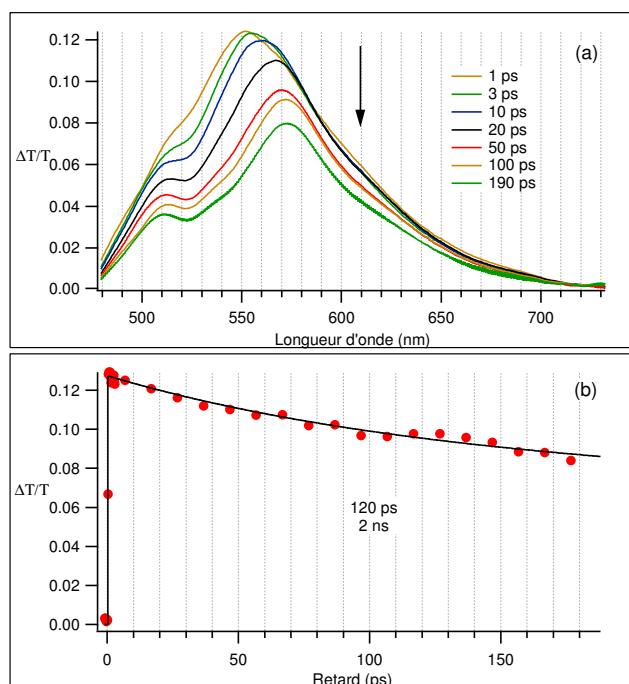 (a)
0.12
0.10
0.08
0.06
0.04
0.02
0.00
ΔT/T
1 ps
3 ps
10 ps
20 ps
50 ps
100 ps
190 ps
500
550
600
650
700
Longueur d'onde (nm)
(b)
0.12
0.10
0.08
0.06
0.04
0.02
0.00
ΔT/T
120 ps
2 ns
0
50
100
150
Retard (ps)